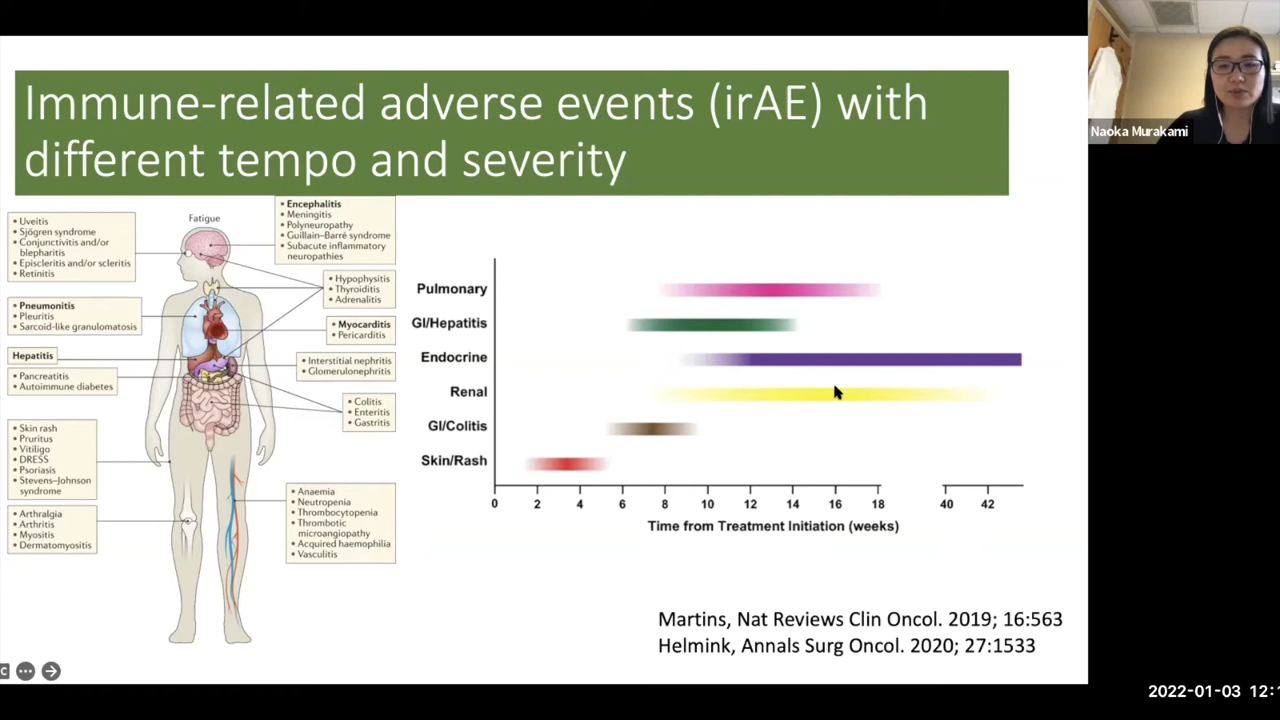 Immune-related adverse events (irAE) with
different tempo and severity
Naoka Murakami
Fatigue
• Uveitis
• Sjögren syndrome
• Conjunctivitis and/or
blepharitis
• Episcleritis and/or scleritis
• Retinitis
• Pneumonitis
• Pleuritis
• Sarcoid-like granulomatosis
Hepatitis
• Pancreatitis
• Autoimmune diabetes
• Skin rash
• Pruritus
• Vitiligo
• DRESS
• Psoriasis
• Stevens–Johnson
syndrome
• Arthralgia
• Arthritis
• Myositis
• Dermatomyositis
• Encephalitis
• Meningitis
• Polyneuropathy
• Guillain–Barré syndrome
• Subacute inflammatory
neuropathies
• Hypophysitis
• Thyroiditis
• Adrenalitis
• Myocarditis
• Pericarditis
• Interstitial nephritis
• Glomerulonephritis
• Colitis
• Enteritis
• Gastritis
• Anaemia
• Neutropenia
• Thrombocytopenia
• Thrombotic
microangiopathy
• Acquired haemophilia
• Vasculitis
Pulmonary
GI/Hepatitis
Endocrine
Renal
GI/Colitis
Skin/Rash
0 2 4 6 8 10 12 14 16 18 40 42
Time from Treatment Initiation (weeks)
Martins, Nat Reviews Clin Oncol. 2019; 16:563
Helmink, Annals Surg Oncol. 2020; 27:1533
2022-01-03 12: